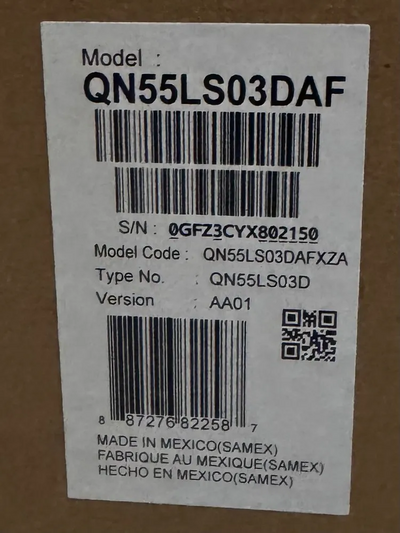 Model :
QN55LS03DAF
S/N : 0GFZ3CYX802150
Model Code : QN55LS03DAFXZA
Type No. : QN55LS03D
Version : AA01
8 87276 82258 7
MADE IN MEXICO(SAMEX)
FABRIQUE AU MEXIQUE(SAMEX)
HECHO EN MEXICO(SAMEX)